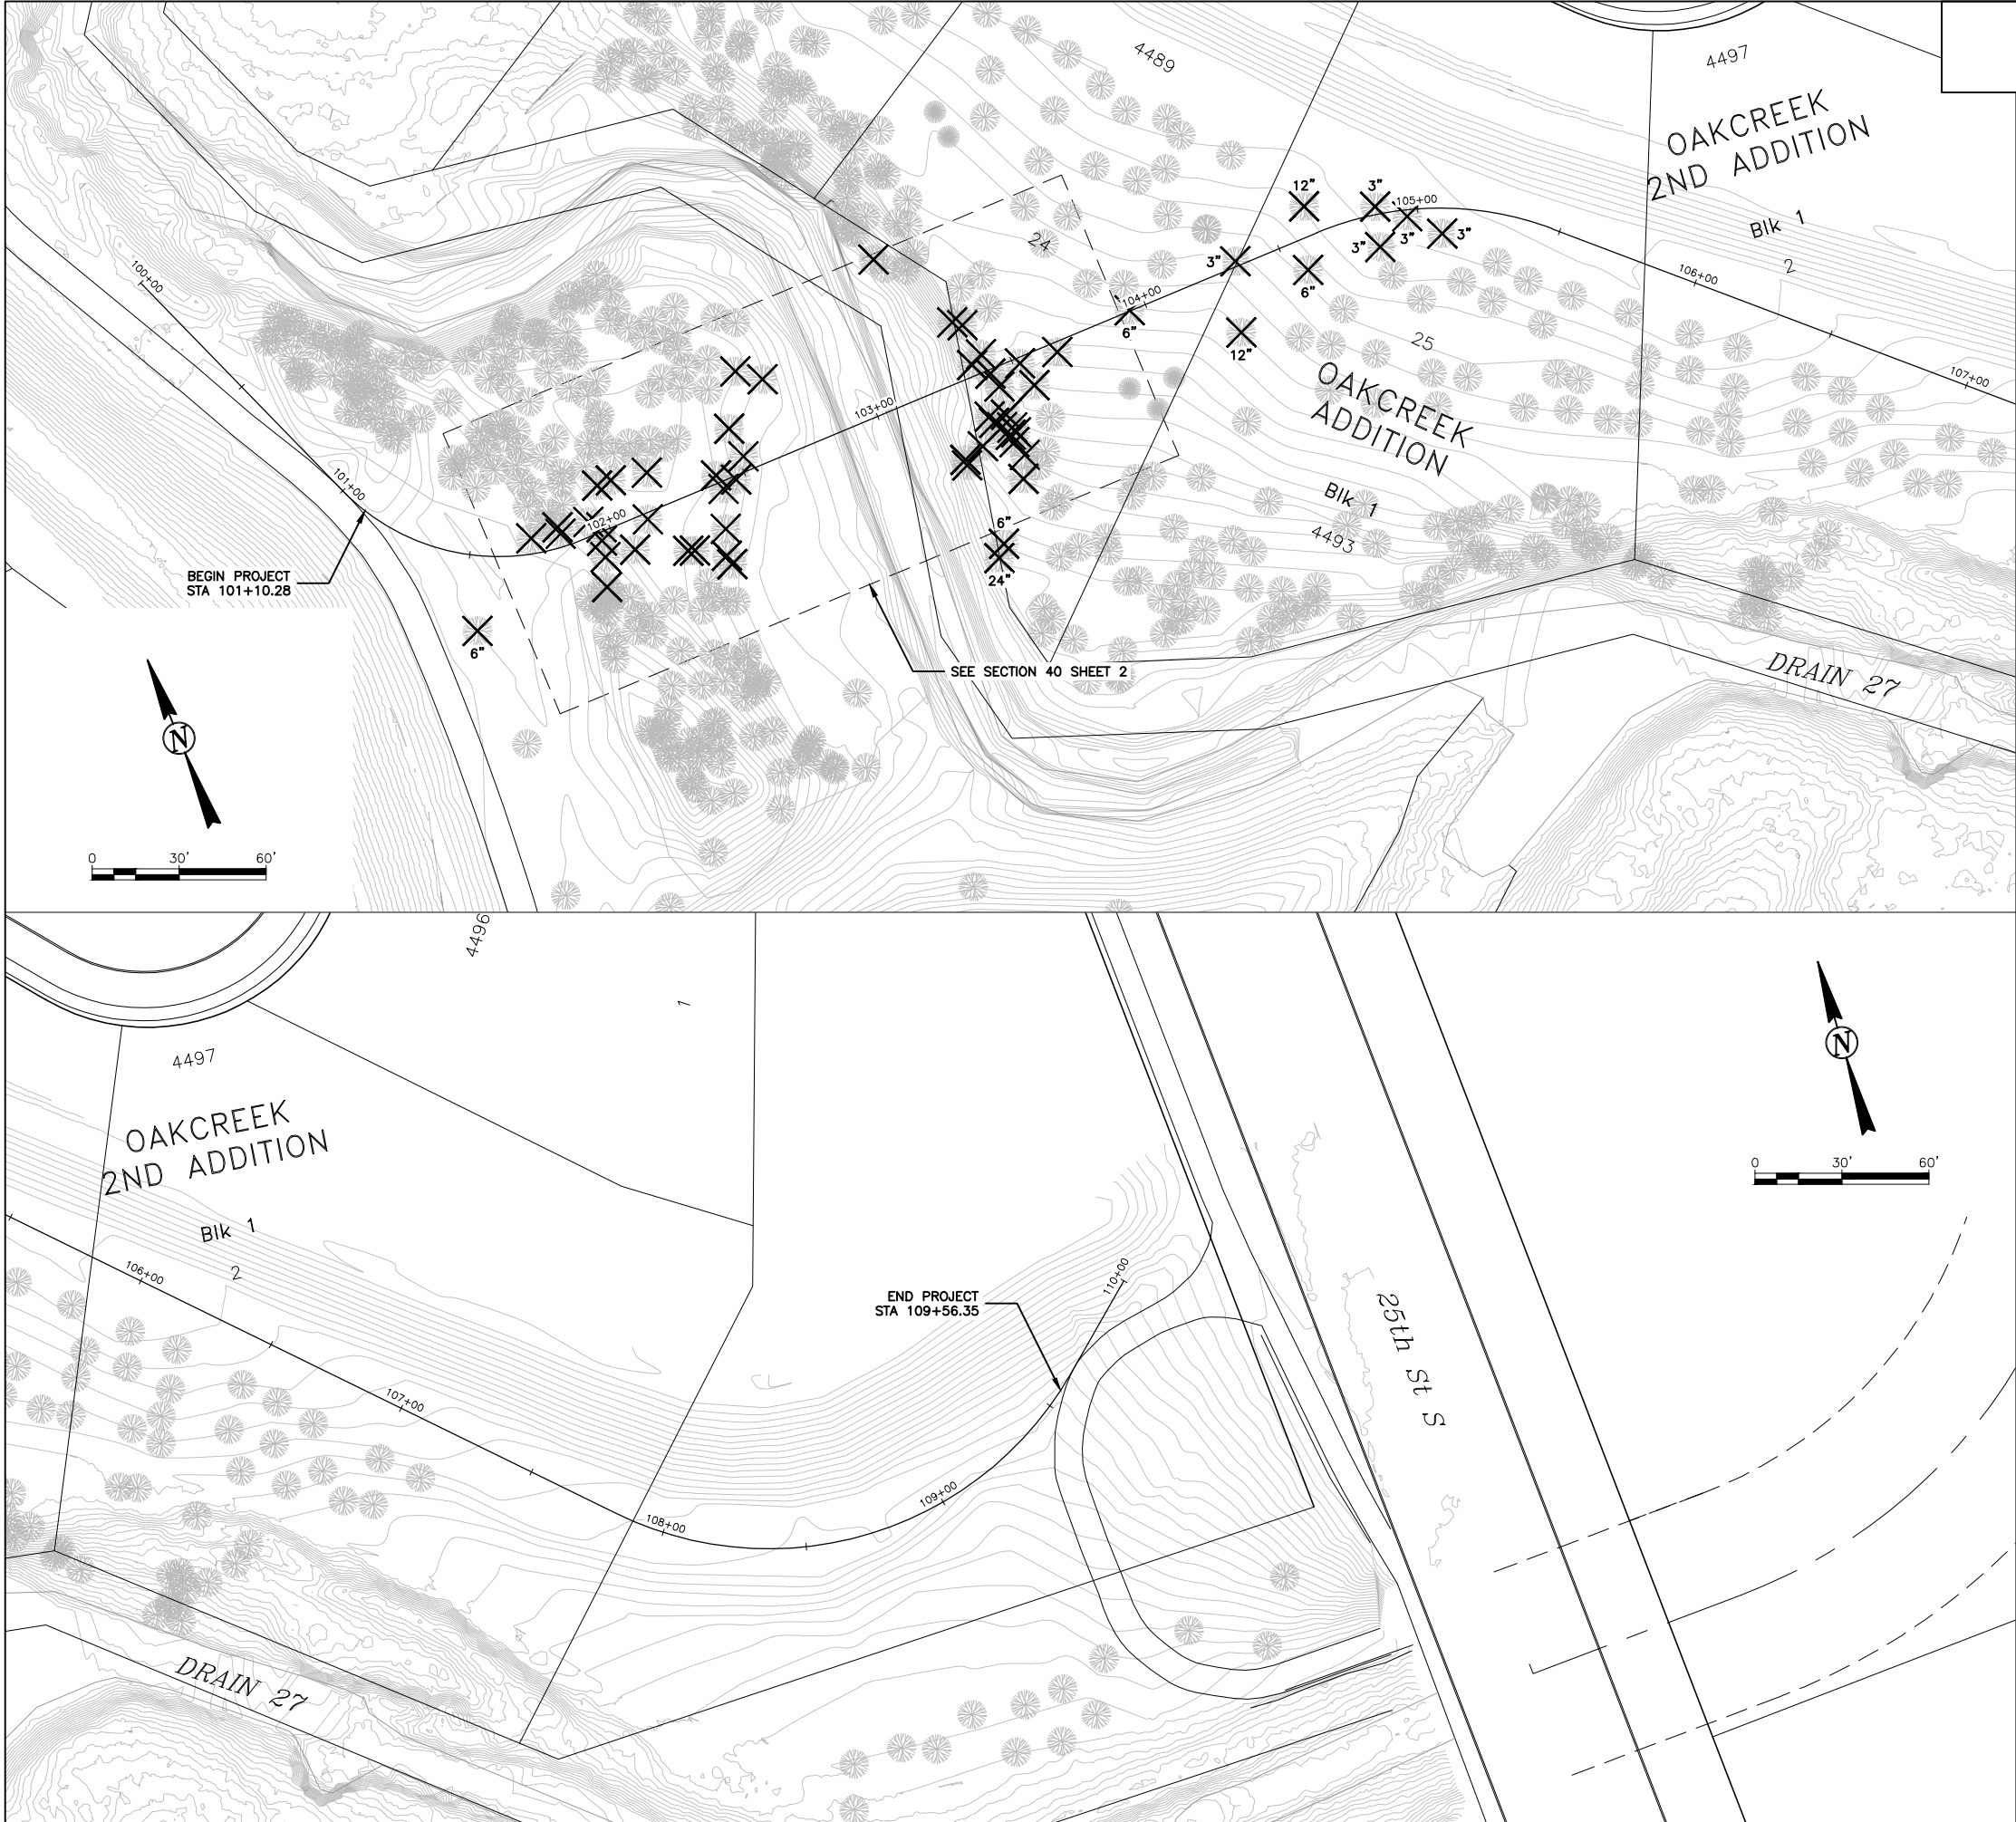 4489
4497
OAKCREEK
2ND ADDITION
Blk 1
2
12"
3"
105+00
3"
3"
3"
24
3"
6"
106+00
100+00
104+00
6"
12"
25
107+00
OAKCREEK
ADDITION
103+00
101+00
Blk 1
102+00
4493
6"
24"
BEGIN PROJECT
STA 101+10.28
6"
SEE SECTION 40 SHEET 2
DRAIN 27
N
0 30' 60'
4496
1
4497
OAKCREEK
2ND ADDITION
Blk 1
2
N
0 30' 60'
106+00
110+00
END PROJECT
STA 109+56.35
25th St S
107+00
109+00
108+00
DRAIN 27